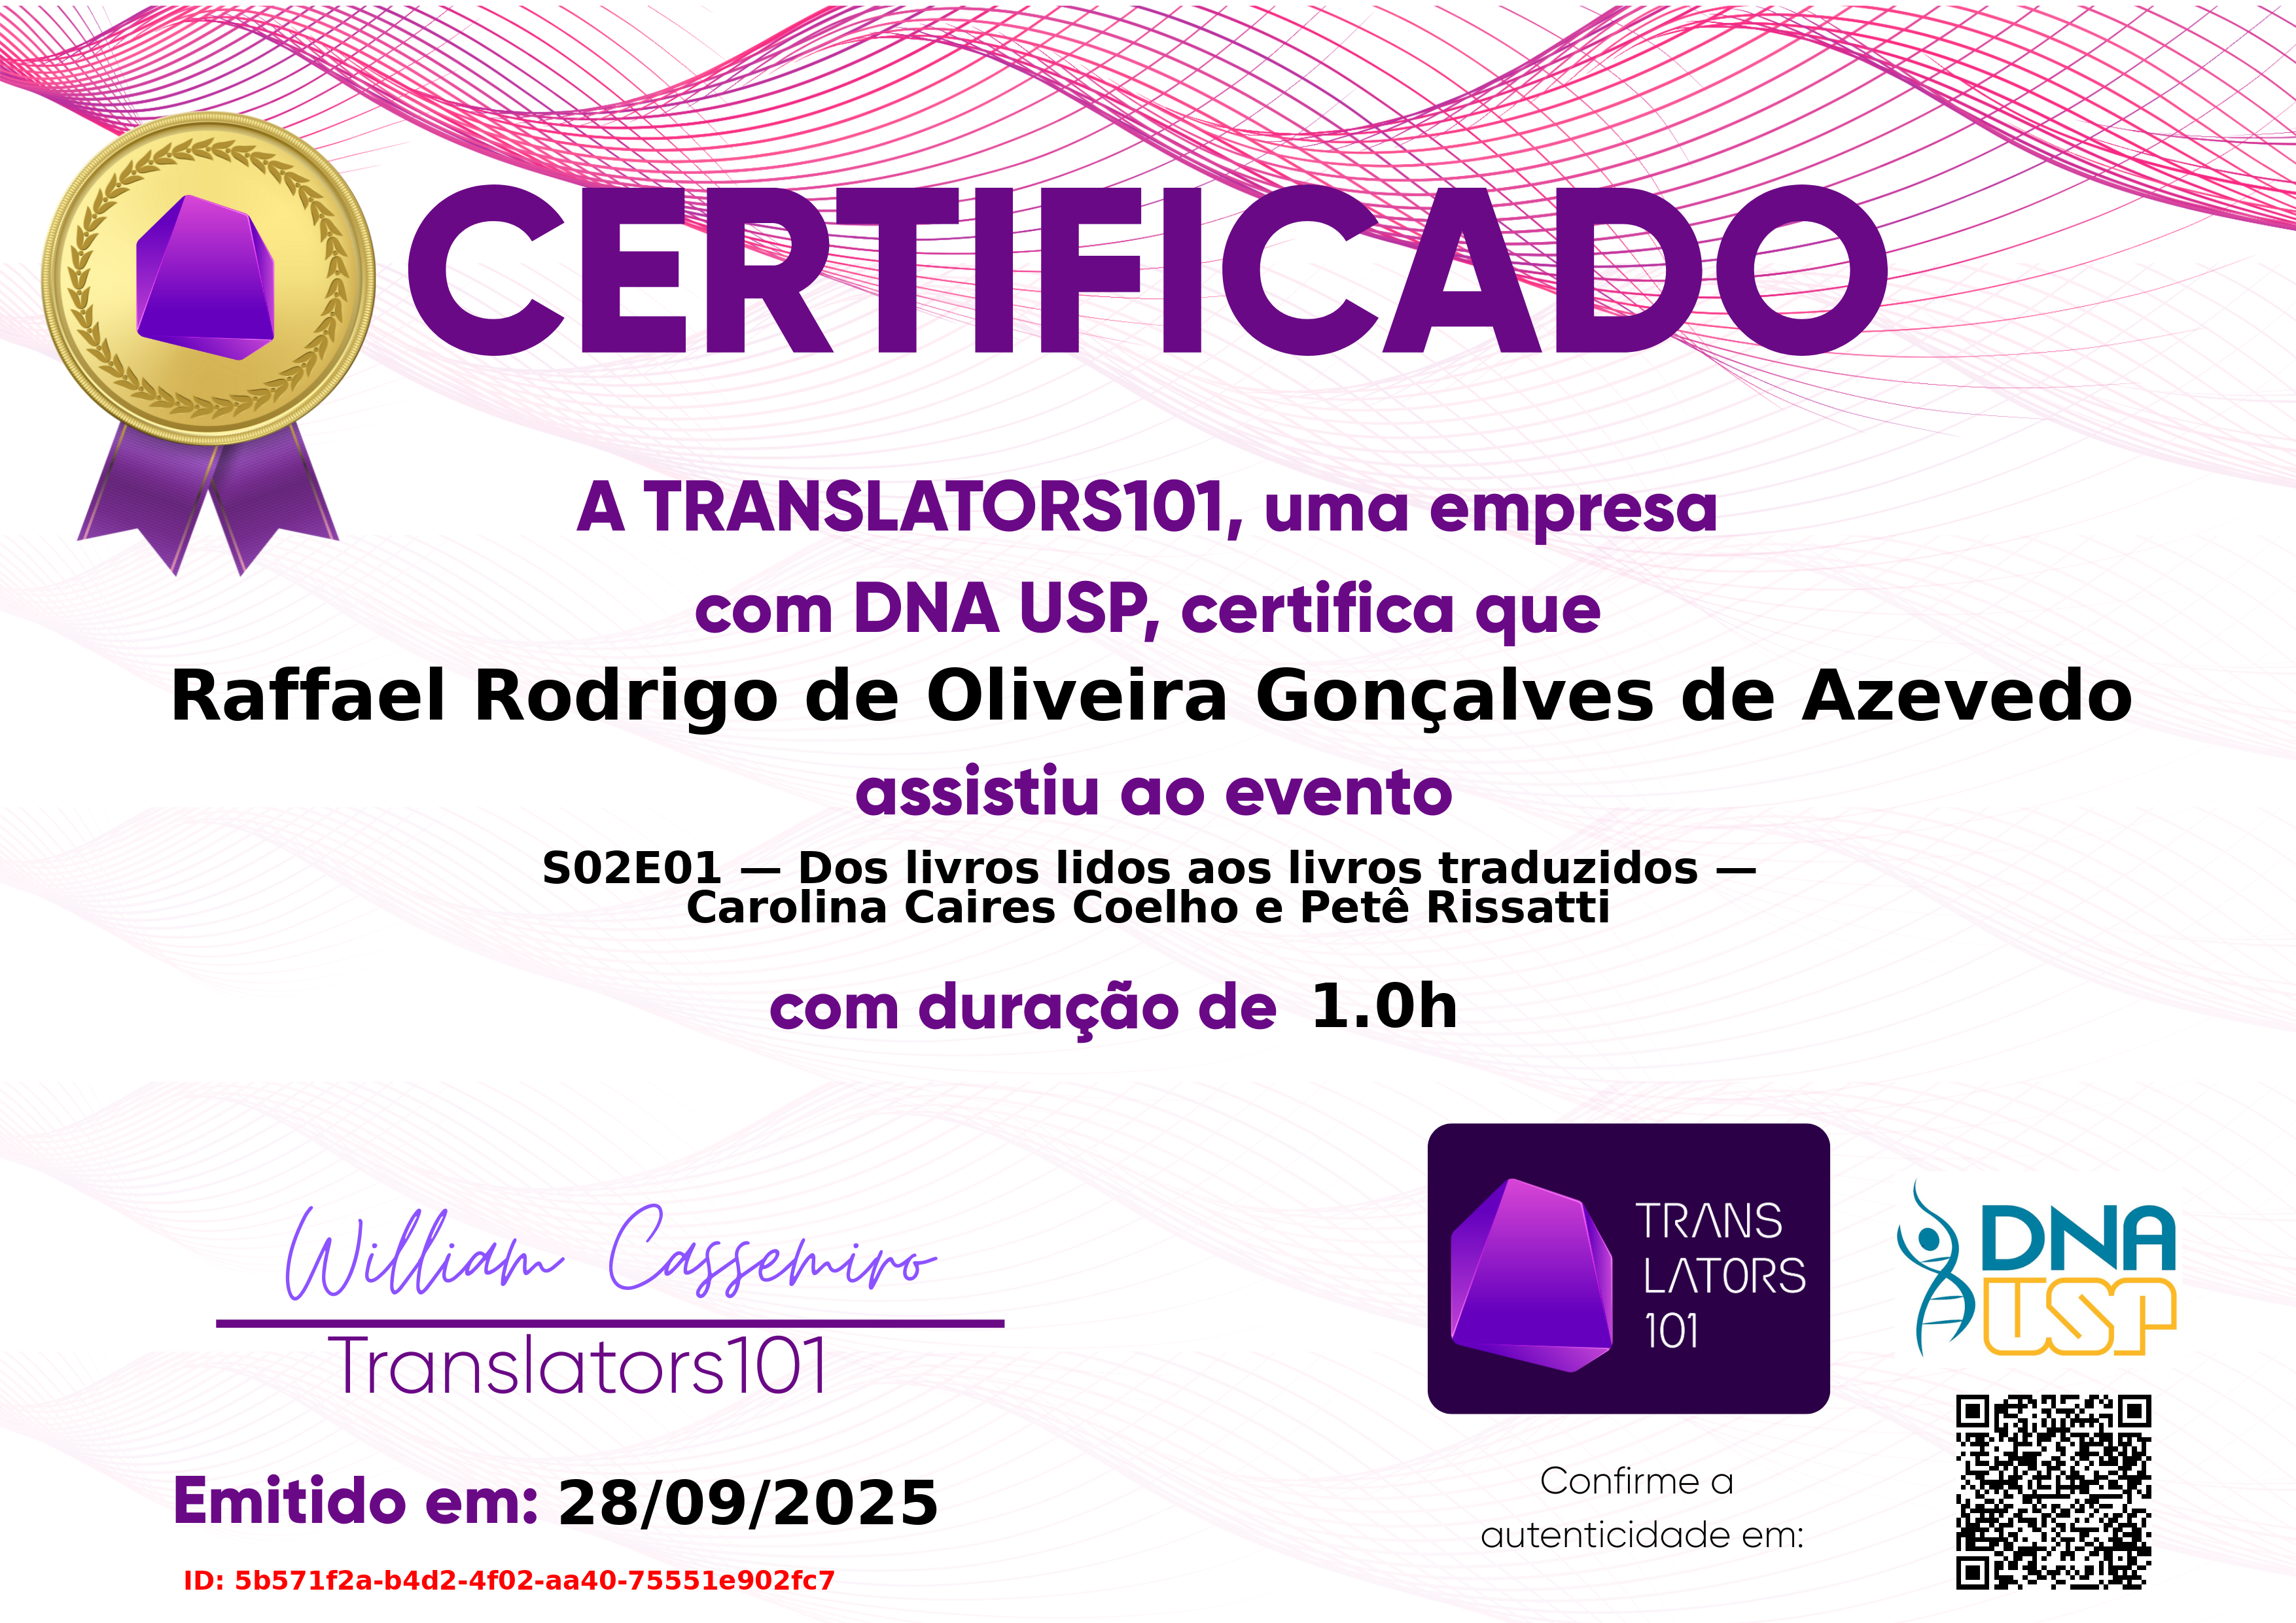 CERTIFICADO
A TRANSLATORS101, uma empresa
com DNA USP, certifica que
Raffael Rodrigo de Oliveira Gonçalves de Azevedo
assistiu ao evento
S02E01 — Dos livros lidos aos livros traduzidos —
Carolina Caires Coelho e Petê Rissatti
com duração de 1.0h
William Cassemiro
Translators101
TRANS
LATORS
101
DNA
USP
Emitido em: 28/09/2025
ID: 5b571f2a-b4d2-4f02-aa40-75551e902fc7
Confirme a
autenticidade em: